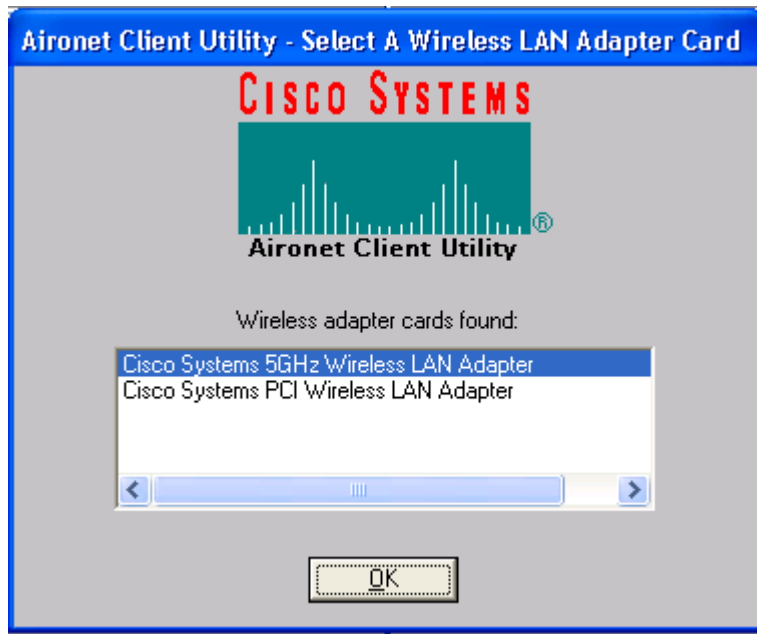 Aironet Client Utility - Select A Wireless LAN Adapter Card
CISCO SYSTEMS
®
Aironet Client Utility
Wireless adapter cards found:
Cisco Systems 5GHz Wireless LAN Adapter
Cisco Systems PCI Wireless LAN Adapter
OK